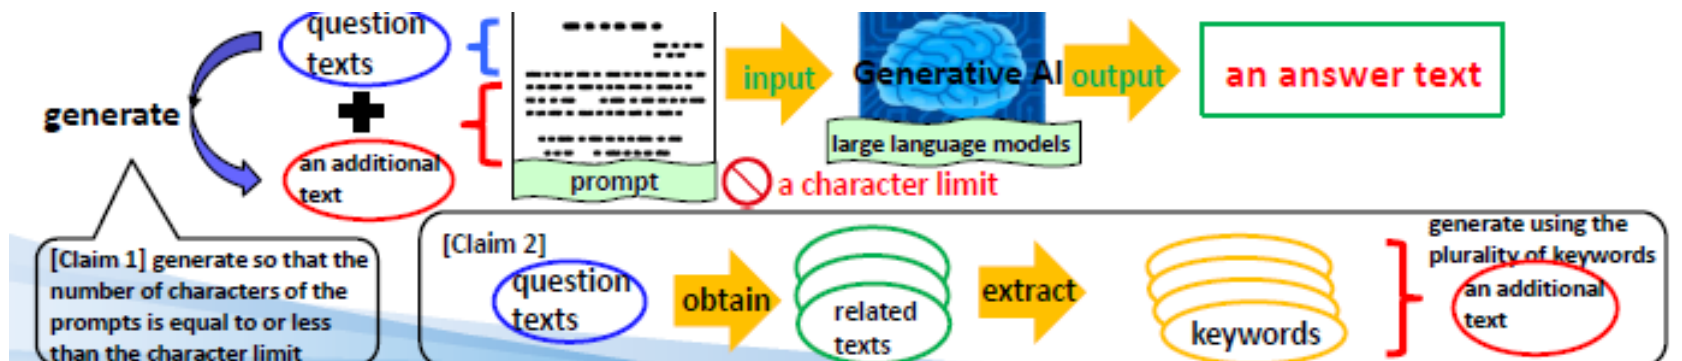 question
texts
generate
an additional
text
prompt
input
Generative AI
large language models
output
an answer text
a character limit
[Claim 1] generate so that the
number of characters of the
prompts is equal to or less
than the character limit
[Claim 2]
question
texts
obtain
related
texts
extract
keywords
generate using the
plurality of keywords
an additional
text